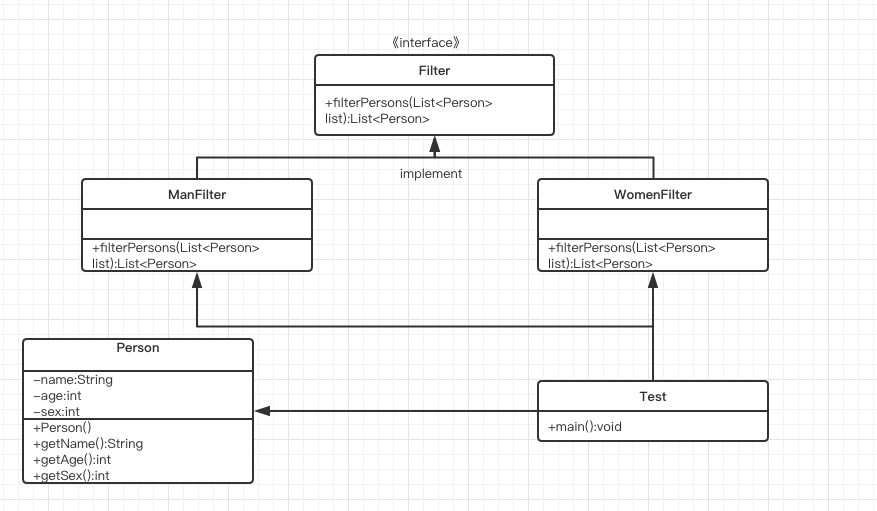 《interface》
Filter
+filterPersons(List<Person>
list):List<Person>
implement
ManFilter
+filterPersons(List<Person>
list):List<Person>
WomenFilter
+filterPersons(List<Person>
list):List<Person>
Person
–name:String
–age:int
–sex:int
+Person()
+getName():String
+getAge():int
+getSex():int
Test
+main():void